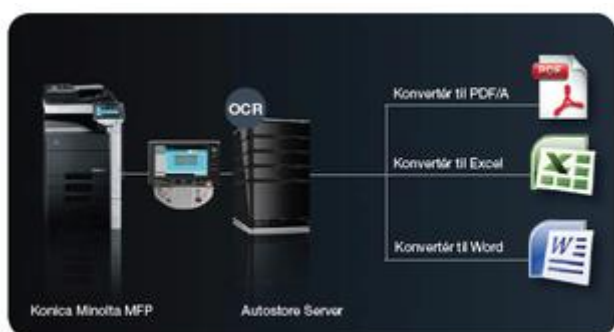 OCR
Konvertér til PDF/A
PDF
Konvertér til Excel
Konvertér til Word
Konica Minolta MFP
Autostore Server